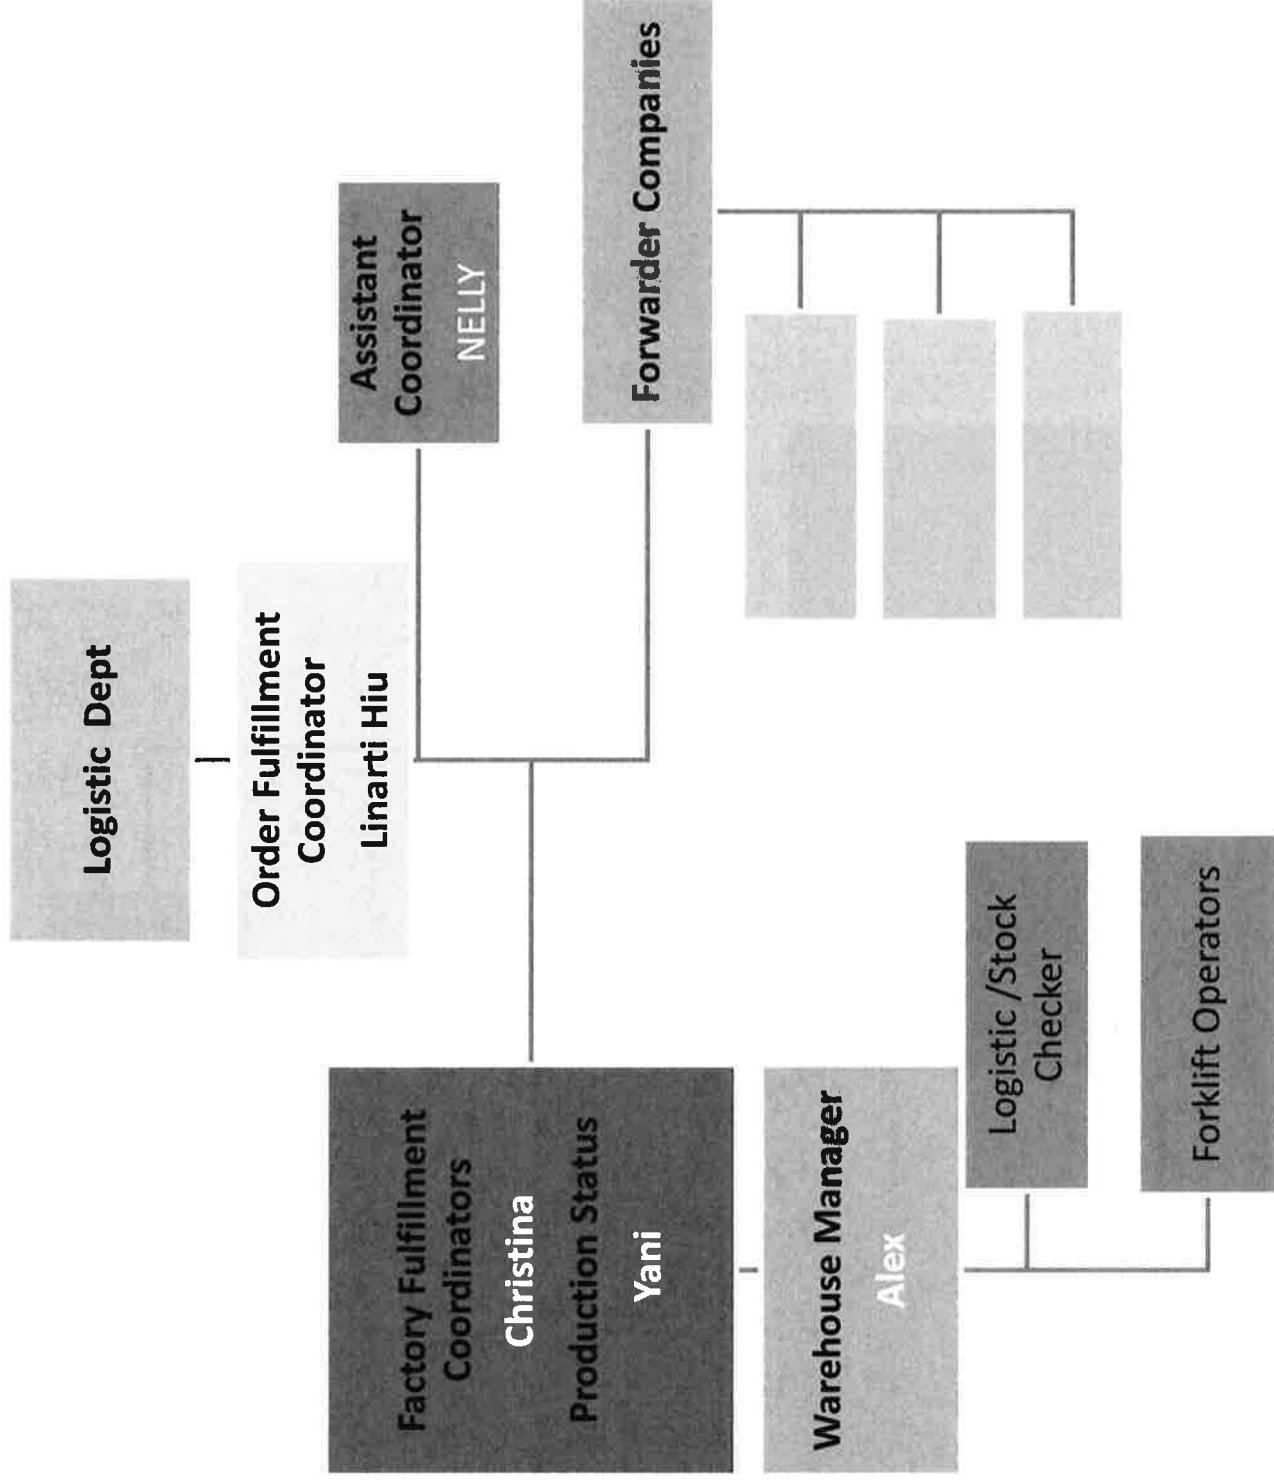 Logistic Dept
Order Fulfillment
Coordinator
Linarti Hiu
Assistant
Coordinator
NELLY
Factory Fulfillment
Coordinators
Christina
Production Status
Yani
Forwarder Companies
Warehouse Manager
Alex
Logistic /Stock
Checker
Forklift Operators